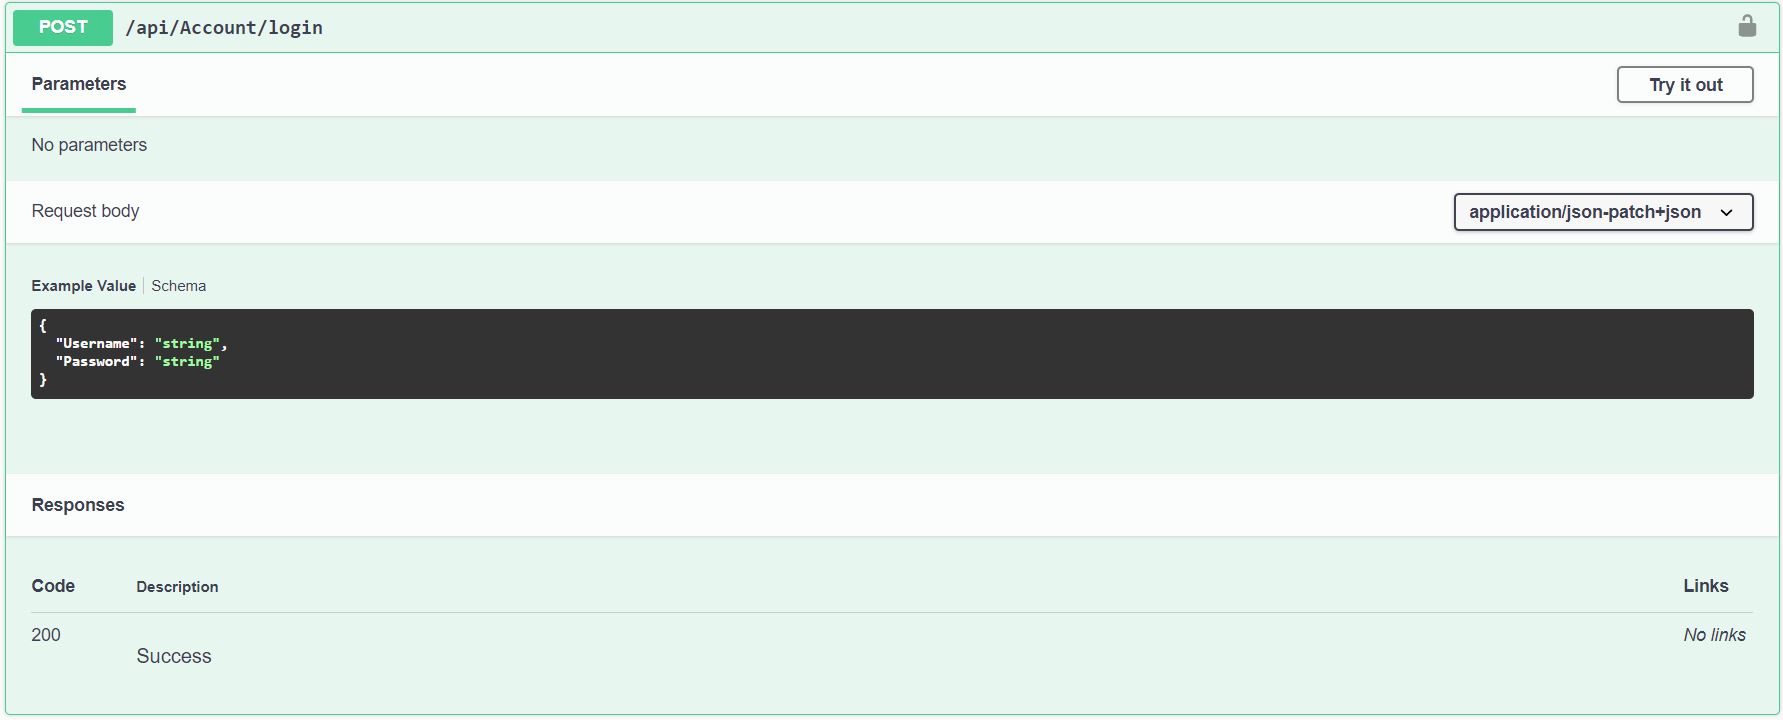 POST /api/Account/login
Parameters
Try it out
No parameters
Request body
application/json-patch+json
Example Value Schema
{
"Username": "string",
"Password": "string"
}
Responses
Code Description Links
200 No links
Success